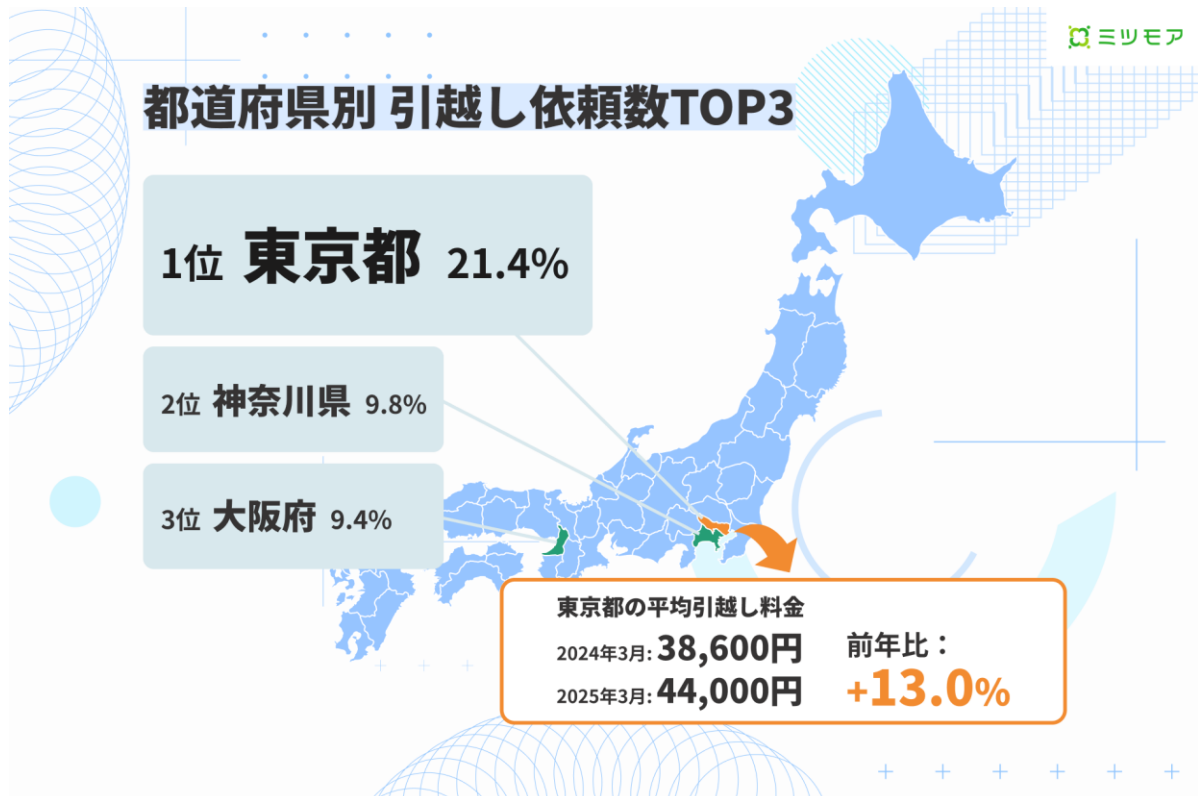 ミツモア
都道府県別 引越し依頼数TOP3
1位 東京都 21.4%
2位 神奈川県 9.8%
3位 大阪府 9.4%
東京都の平均引越し料金
2024年3月: 38,600円
2025年3月: 44,000円
前年比：
+13.0%